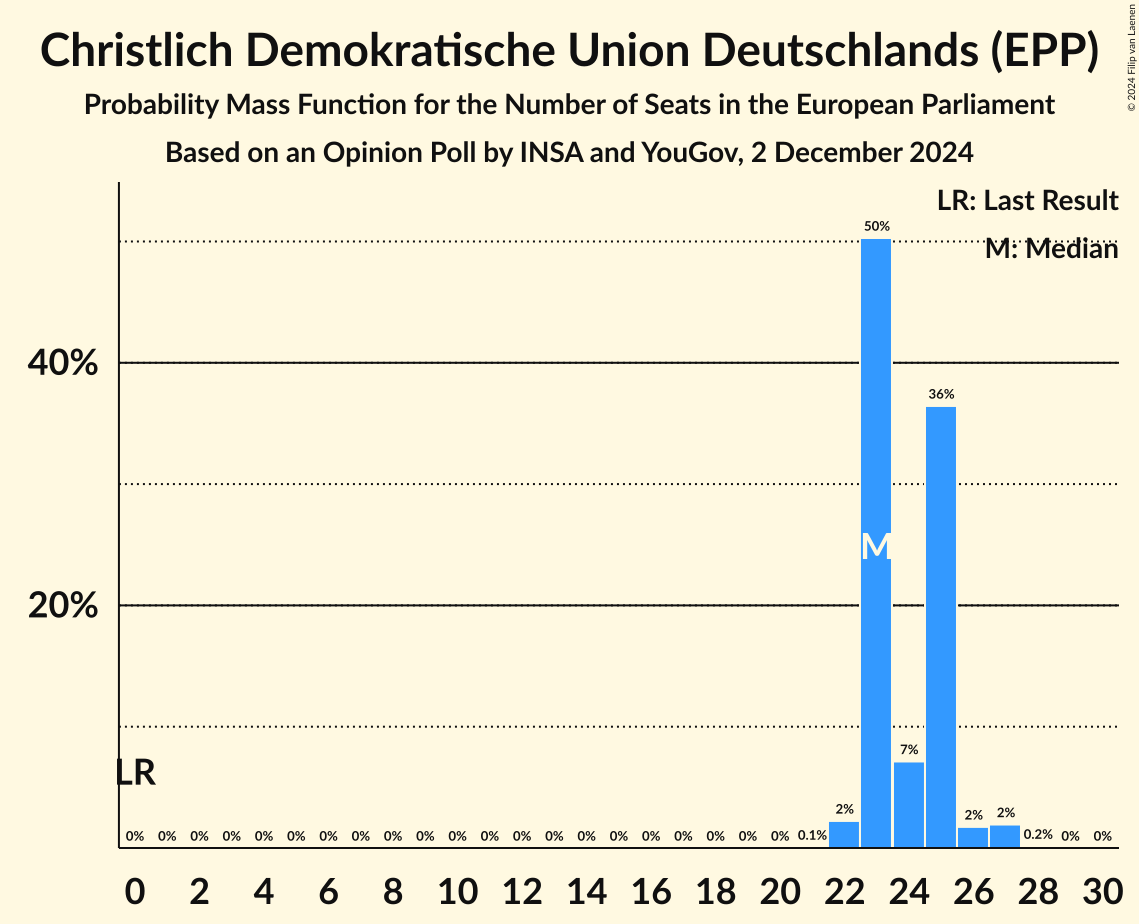 Christlich Demokratische Union Deutschlands (EPP)
Probability Mass Function for the Number of Seats in the European Parliament
Based on an Opinion Poll by INSA and YouGov, 2 December 2024
© 2024 Filip van Laenen
LR: Last Result
M: Median
50%
40%
36%
M
20%
7%
LR
0% 0% 0% 0% 0% 0% 0% 0% 0% 0% 0% 0% 0% 0% 0% 0% 0% 0% 0% 0% 0% 0.1% 2% 2% 2% 0.2% 0% 0%
0 2 4 6 8 10 12 14 16 18 20 22 24 26 28 30